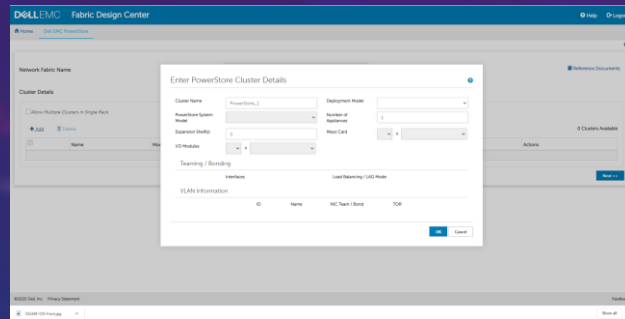 DELLEMC Fabric Design Center
Help Logout
Home Dell EMC PowerStore
Network Fabric Name
Reference Documents
Cluster Details
Allow Multiple Clusters in Single Rack
+ Add Delete
0 Clusters Available
Name
Actions
Next >>
Enter PowerStore Cluster Details
Cluster Name PowerStore_1 Deployment Model
PowerStore System Model Number of Appliances 1
Expansion Shelf(s) 0 Mezz Card x
I/O Modules x
Teaming / Bonding
Interfaces Load Balancing / LAG Mode
VLAN Information
ID Name NIC Team / Bond TOR
OK Cancel
©2020 Dell, Inc. Privacy Statement
Show all